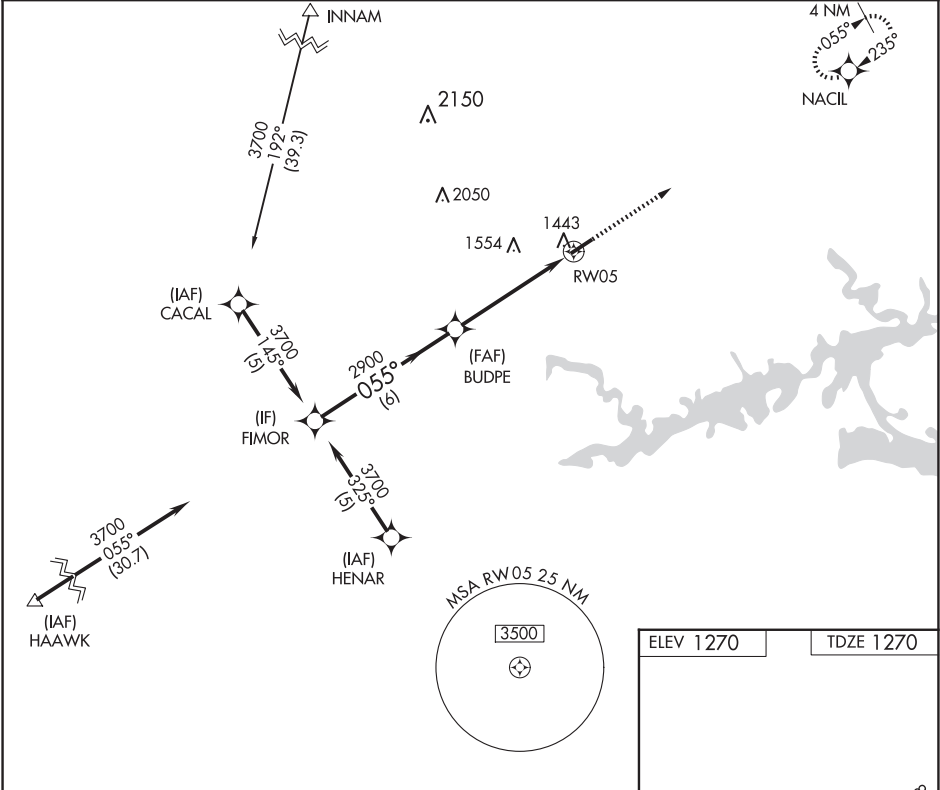 INNAM
4 NM
055°
235°
NACIL
3700
192°
(39.3)
2150
2050
1554
1443
RW05
(IAF)
CACAL
3700
145°
(5)
2900
055°
(6)
(FAF)
BUDPE
(IF)
FIMOR
3700
325°
(5)
(IAF)
HENAR
3700
055°
(30.7)
(IAF)
HAAWK
MSA RW05 25 NM
3500
ELEV 1270
TDZE 1270